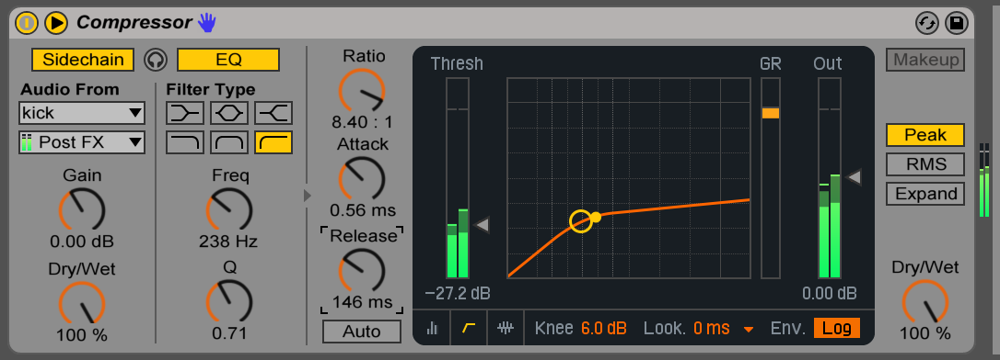 Compressor
Sidechain
EQ
Audio From
kick
Post FX
Gain
0.00 dB
Dry/Wet
100 %
Filter Type
Freq
238 Hz
Q
0.71
Ratio
8.40 : 1
Attack
0.56 ms
Release
146 ms
Auto
Thresh
GR
Out
-27.2 dB
0.00 dB
Knee 6.0 dB Look. 0 ms Env. Log
Makeup
Peak
RMS
Expand
Dry/Wet
100 %